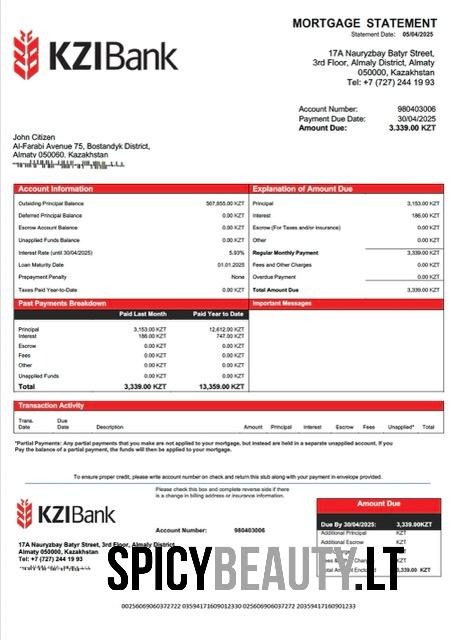 MORTGAGE STATEMENT
Statement Date: 05/04/2025
KZIBank
17A Nauryzbay Batyr Street,
3rd Floor, Almaly District, Almaty
050000, Kazakhstan
Tel: +7 (727) 244 19 93
Account Number: 980403006
Payment Due Date: 30/04/2025
Amount Due: 3,339.00 KZT
John Citizen
Al-Farabi Avenue 75, Bostandyk District,
Almaty 050060, Kazakhstan
Account Information
Outsiding Principal Balance 507,855.00 KZT
Deferred Principal Balance 0.00 KZT
Escrow Account Balance 0.00 KZT
Unapplied Funds Balance 0.00 KZT
Interest Rate (until 30/04/2025) 5.93%
Loan Maturity Date 01.01.2025
Prepayment Penalty None
Taxes Paid Year-to-Date 0.00 KZT
Explanation of Amount Due
Principal 3,153.00 KZT
Interest 186.00 KZT
Escrow (For Taxes and/or Insurance) 0.00 KZT
Other 0.00 KZT
Regular Monthly Payment 3,339.00 KZT
Fees and Other Charges 0.00 KZT
Overdue Payment 0.00 KZT
Total Amount Due 3,339.00 KZT
Past Payments Breakdown
Paid Last Month Paid Year to Date
Principal 3,153.00 KZT 12,612.00 KZT
Interest 186.00 KZT 747.00 KZT
Escrow 0.00 KZT 0.00 KZT
Fees 0.00 KZT 0.00 KZT
Other 0.00 KZT 0.00 KZT
Unapplied Funds 0.00 KZT 0.00 KZT
Total 3,339.00 KZT 13,359.00 KZT
Important Messages
Transaction Activity
Trans. Due
Date Date Description Amount Principal Interest Escrow Fees Unapplied* Total
*Partial Payments: Any partial payments that you make are not applied to your mortgage, but instead are held in a separate unapplied account. If you
Pay the balance of a partial payment, the funds will then be applied to your mortgage.
To ensure proper credit, please write account number on check and return this stub along with your payment in envelope provided.
Please check this box and complete reverse side if there
is a change in billing address or insurance information.
KZIBank
Account Number: 980403006
17A Nauryzbay Batyr Street, 3rd Floor, Almaly District,
Almaty 050000, Kazakhstan
Tel: +7 (727) 244 19 93
Amount Due
Due By 30/04/2025: 3,339.00KZT
Additional Principal KZT
Additional Escrow KZT
KZT
Enclosed 3,339.00 KZT
SPICYBEAUTY.LT
00256069060372722 03594171609012330 0256069060372272 20359417160901233